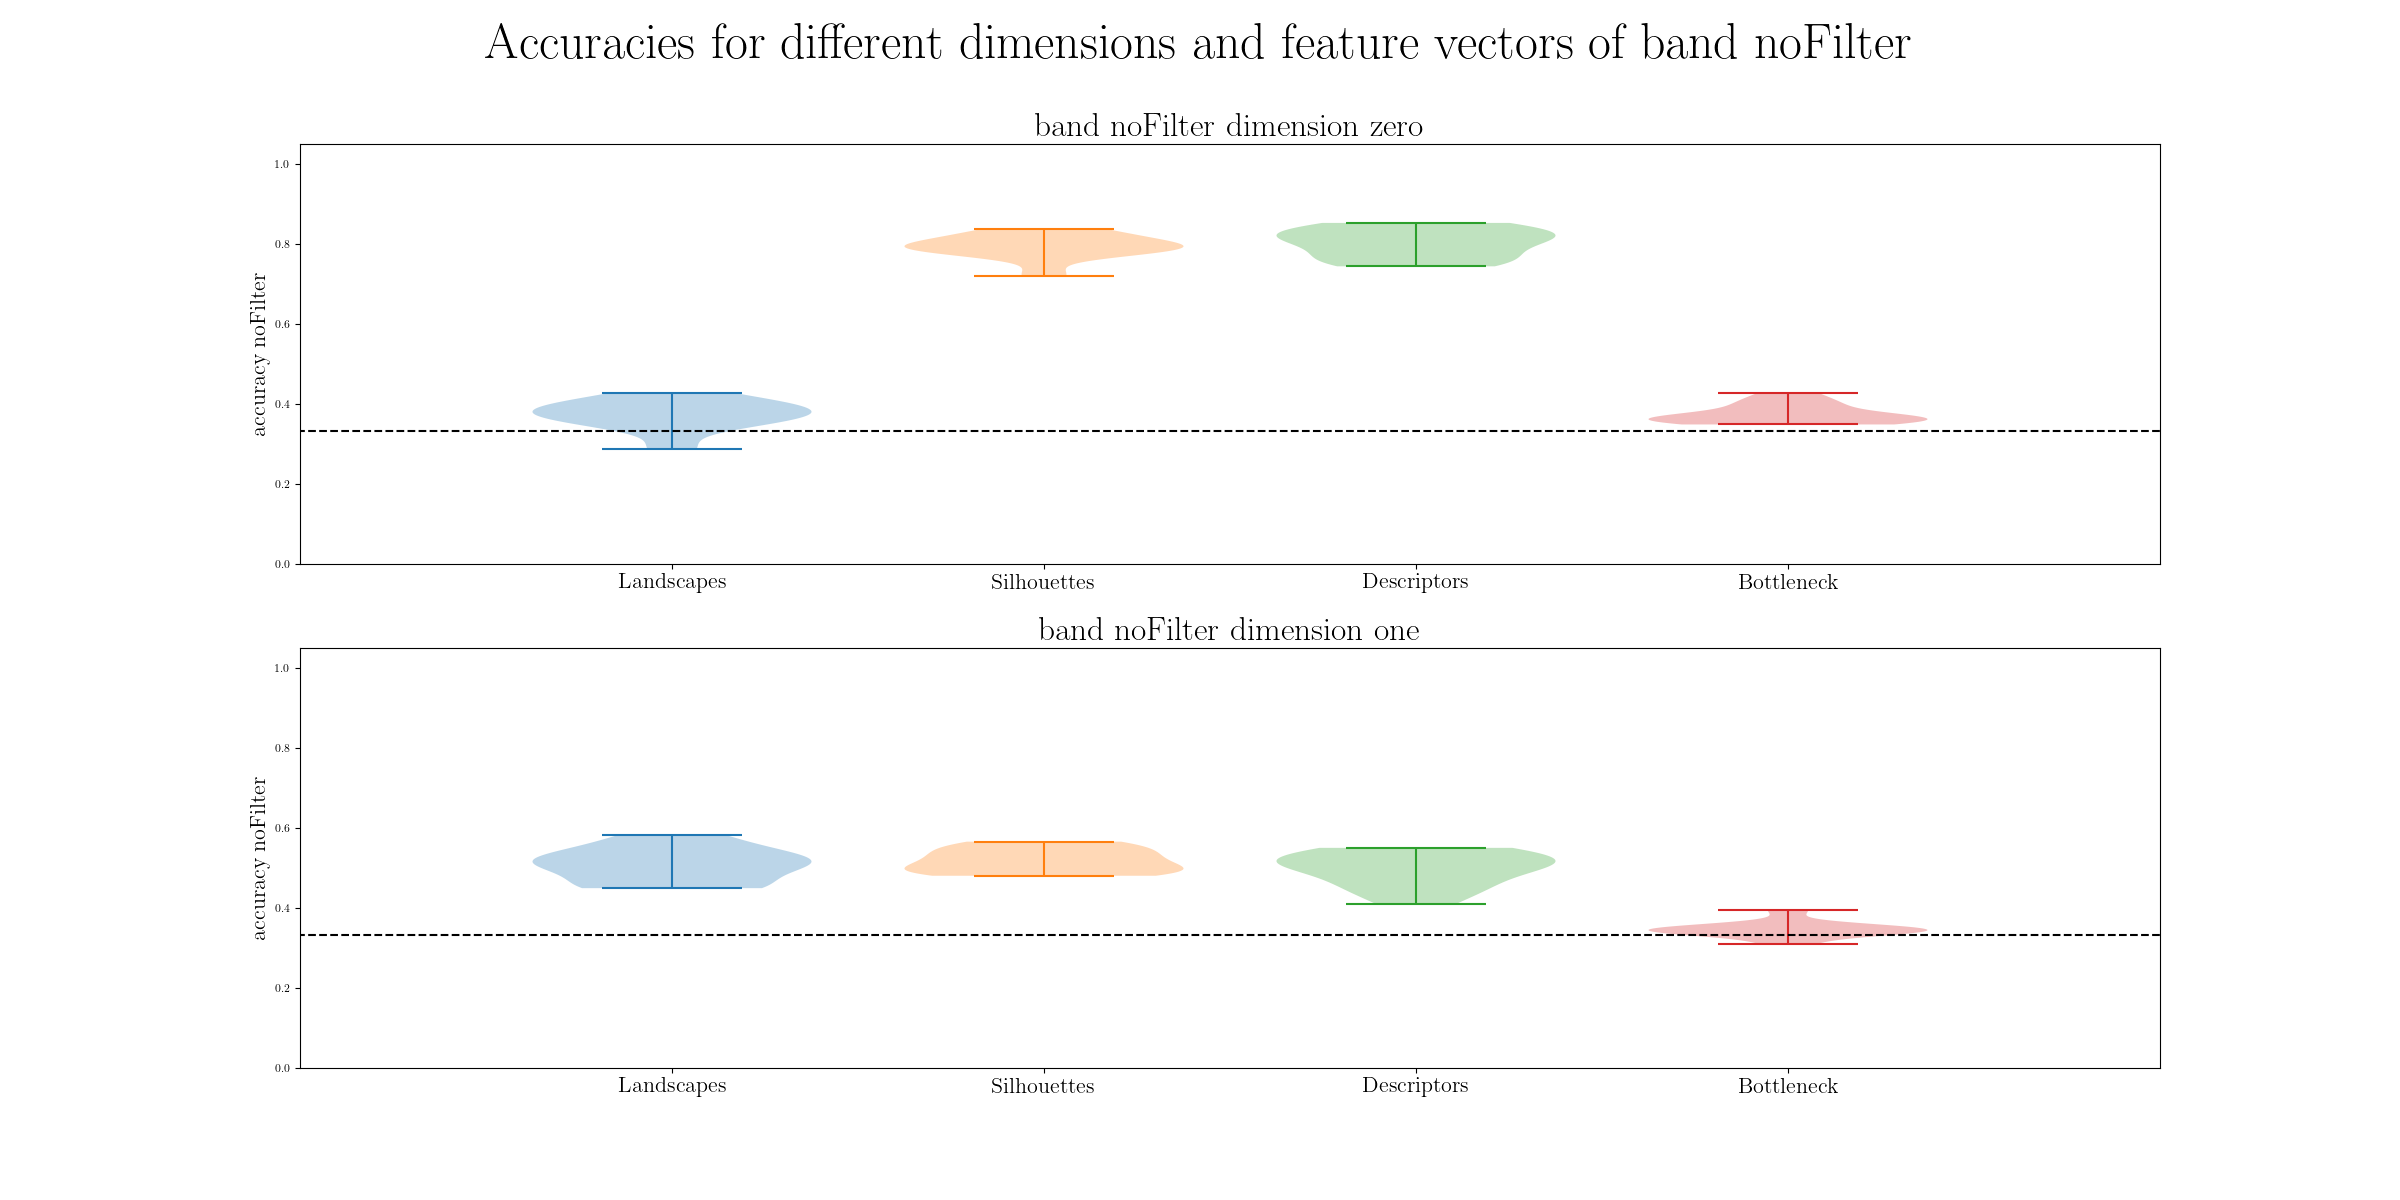 Accuracies for different dimensions and feature vectors of band noFilter
band noFilter dimension zero
accuracy noFilter
1.0
0.8
0.6
0.4
0.2
0.0
Landscapes Silhouettes Descriptors Bottleneck
band noFilter dimension one
accuracy noFilter
1.0
0.8
0.6
0.4
0.2
0.0
Landscapes Silhouettes Descriptors Bottleneck